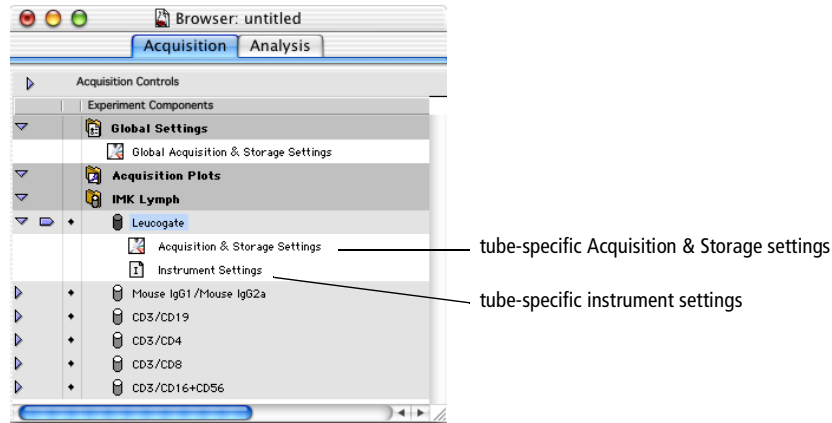 Browser: untitled
Acquisition Analysis
Acquisition Controls
Experiment Components
Global Settings
Global Acquisition & Storage Settings
Acquisition Plots
IMK Lymph
Leucogate
Acquisition & Storage Settings
tube-specific Acquisition & Storage settings
Instrument Settings
tube-specific instrument settings
Mouse IgG1/Mouse IgG2a
CD3/CD19
CD3/CD4
CD3/CD8
CD3/CD16+CD56